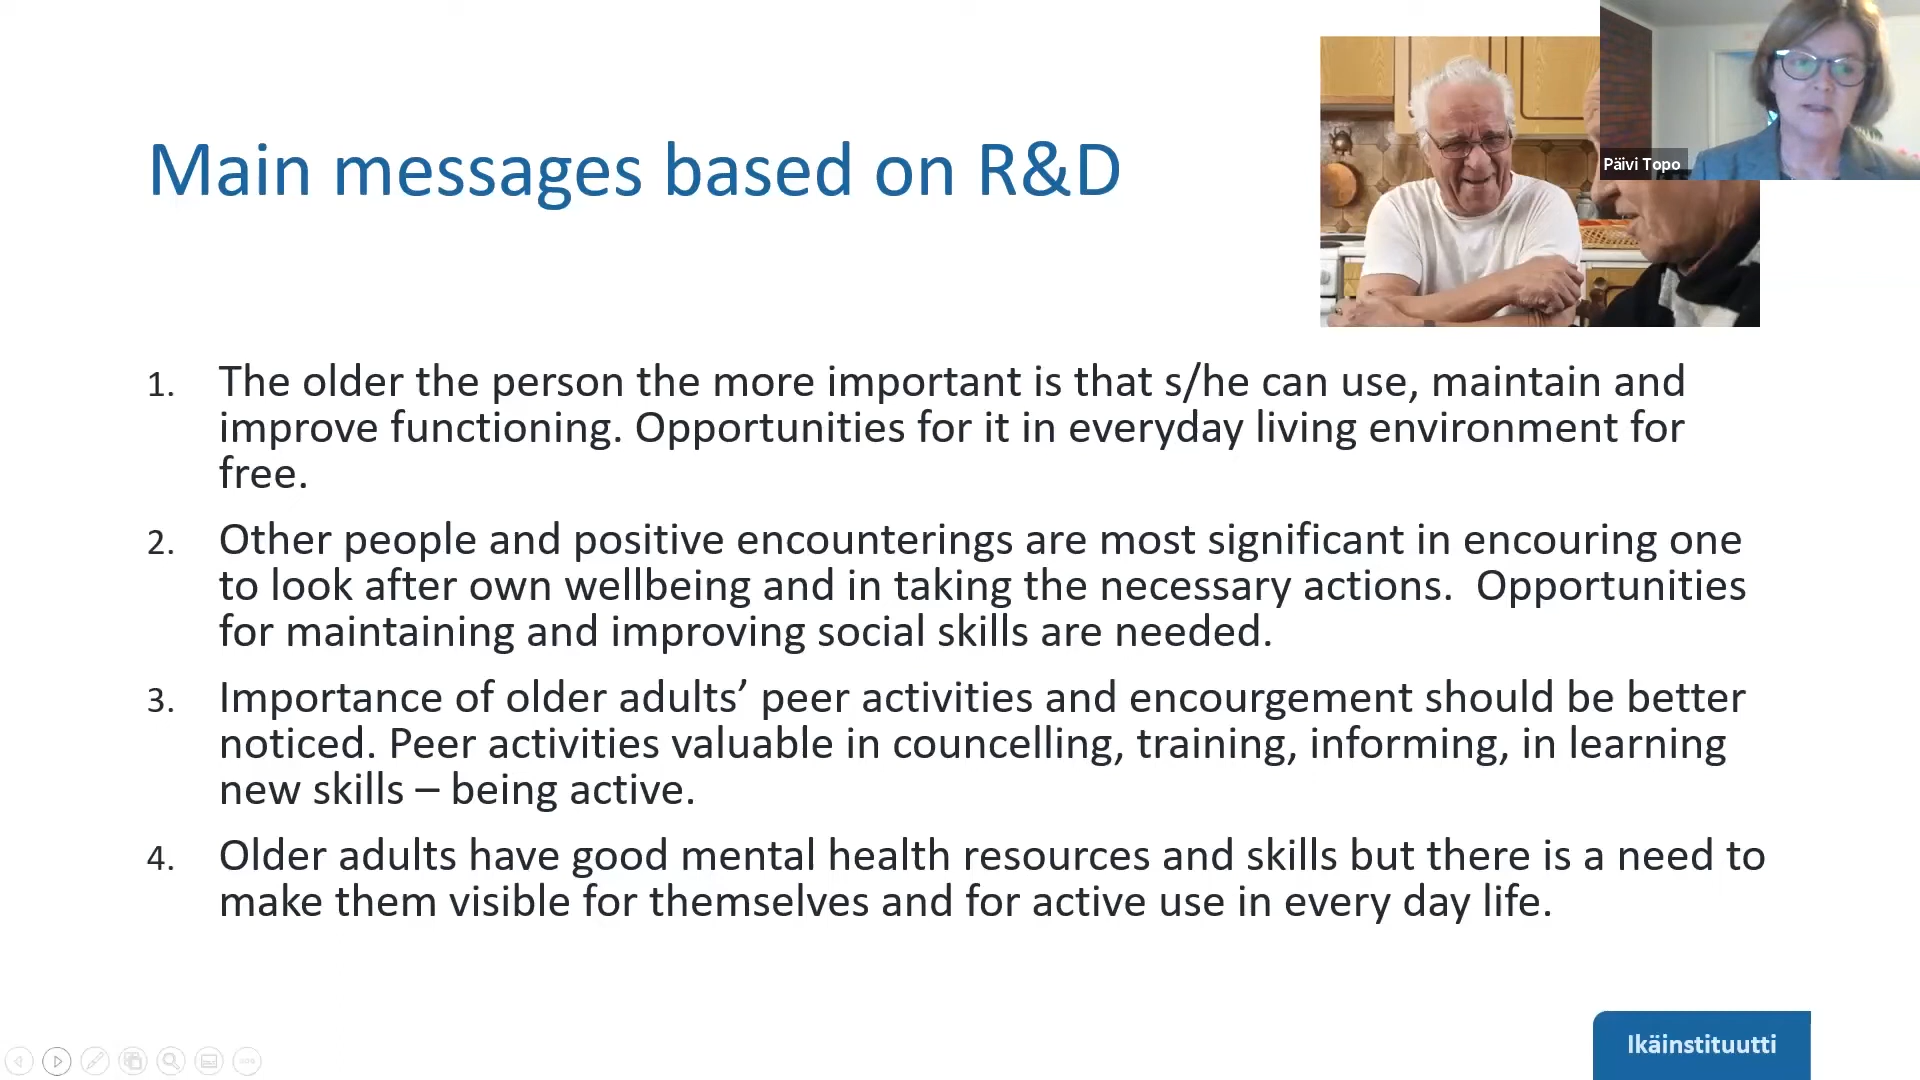 Päivi Topo
Main messages based on R&D
1. The older the person the more important is that s/he can use, maintain and
improve functioning. Opportunities for it in everyday living environment for
free.
2. Other people and positive encounterings are most significant in encouring one
to look after own wellbeing and in taking the necessary actions.  Opportunities
for maintaining and improving social skills are needed.
3. Importance of older adults’ peer activities and encourgement should be better
noticed. Peer activities valuable in councelling, training, informing, in learning
new skills – being active.
4. Older adults have good mental health resources and skills but there is a need to
make them visible for themselves and for active use in every day life.
Ikäinstituutti